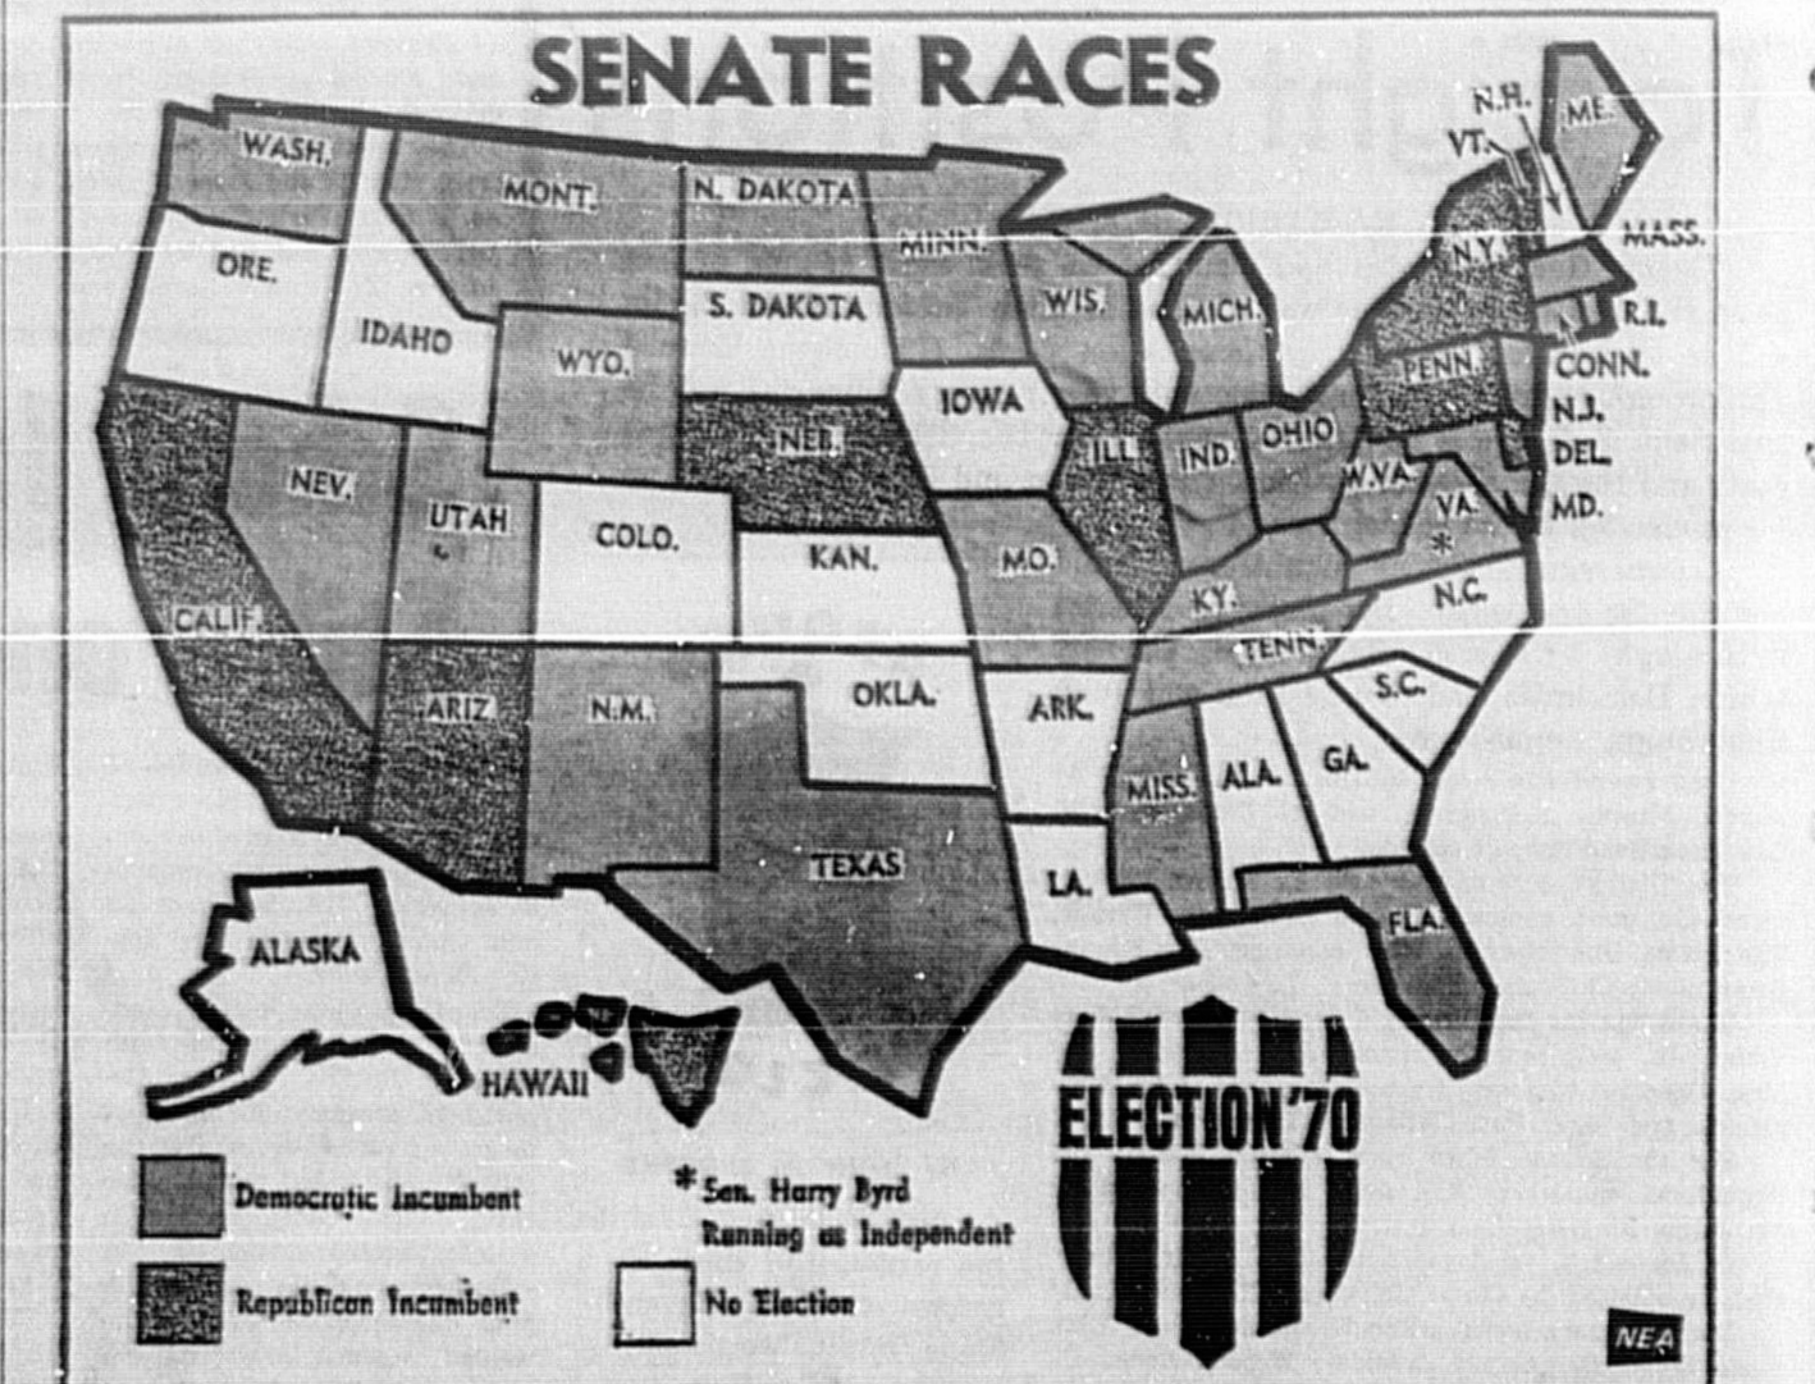 SENATE RACES
WASH.
MONT.
N. DAKOTA
MINN.
N.H.
VT.
ME.
ORE.
IDAHO
WYO.
S. DAKOTA
WIS.
MICH.
N.Y.
MASS.
R.I.
CONN.
N.J.
DEL.
MD.
PENN.
NEV.
UTAH
COLO.
NEB.
IOWA
ILL.
IND.
OHIO
W.VA.
VA.
*
KAN.
MO.
KY.
N.C.
CALIF.
ARIZ
N.M.
OKLA.
ARK.
TENN.
S.C.
TEXAS
LA.
MISS.
ALA.
GA.
FLA.
ALASKA
HAWAII
ELECTION '70
Democratic Incumbent
* Sen. Harry Byrd
Running as Independent
Republican Incumbent
No Election
NEA